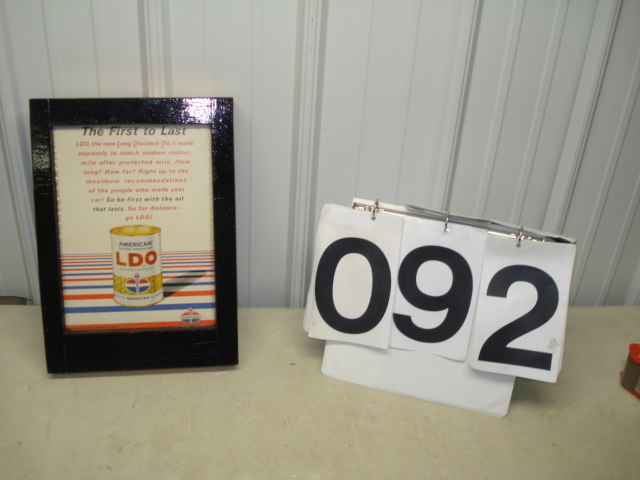 The First to Last
LDO, the new Long Distance Oil, is made
expressly to match modern motors,
mile after protected mile. How
long? How far? Right up to the
maximum recommendations
of the people who made your
car! So be first with the oil
that lasts. Go for distance—
go LDO!
AMERICAN
LDO
092